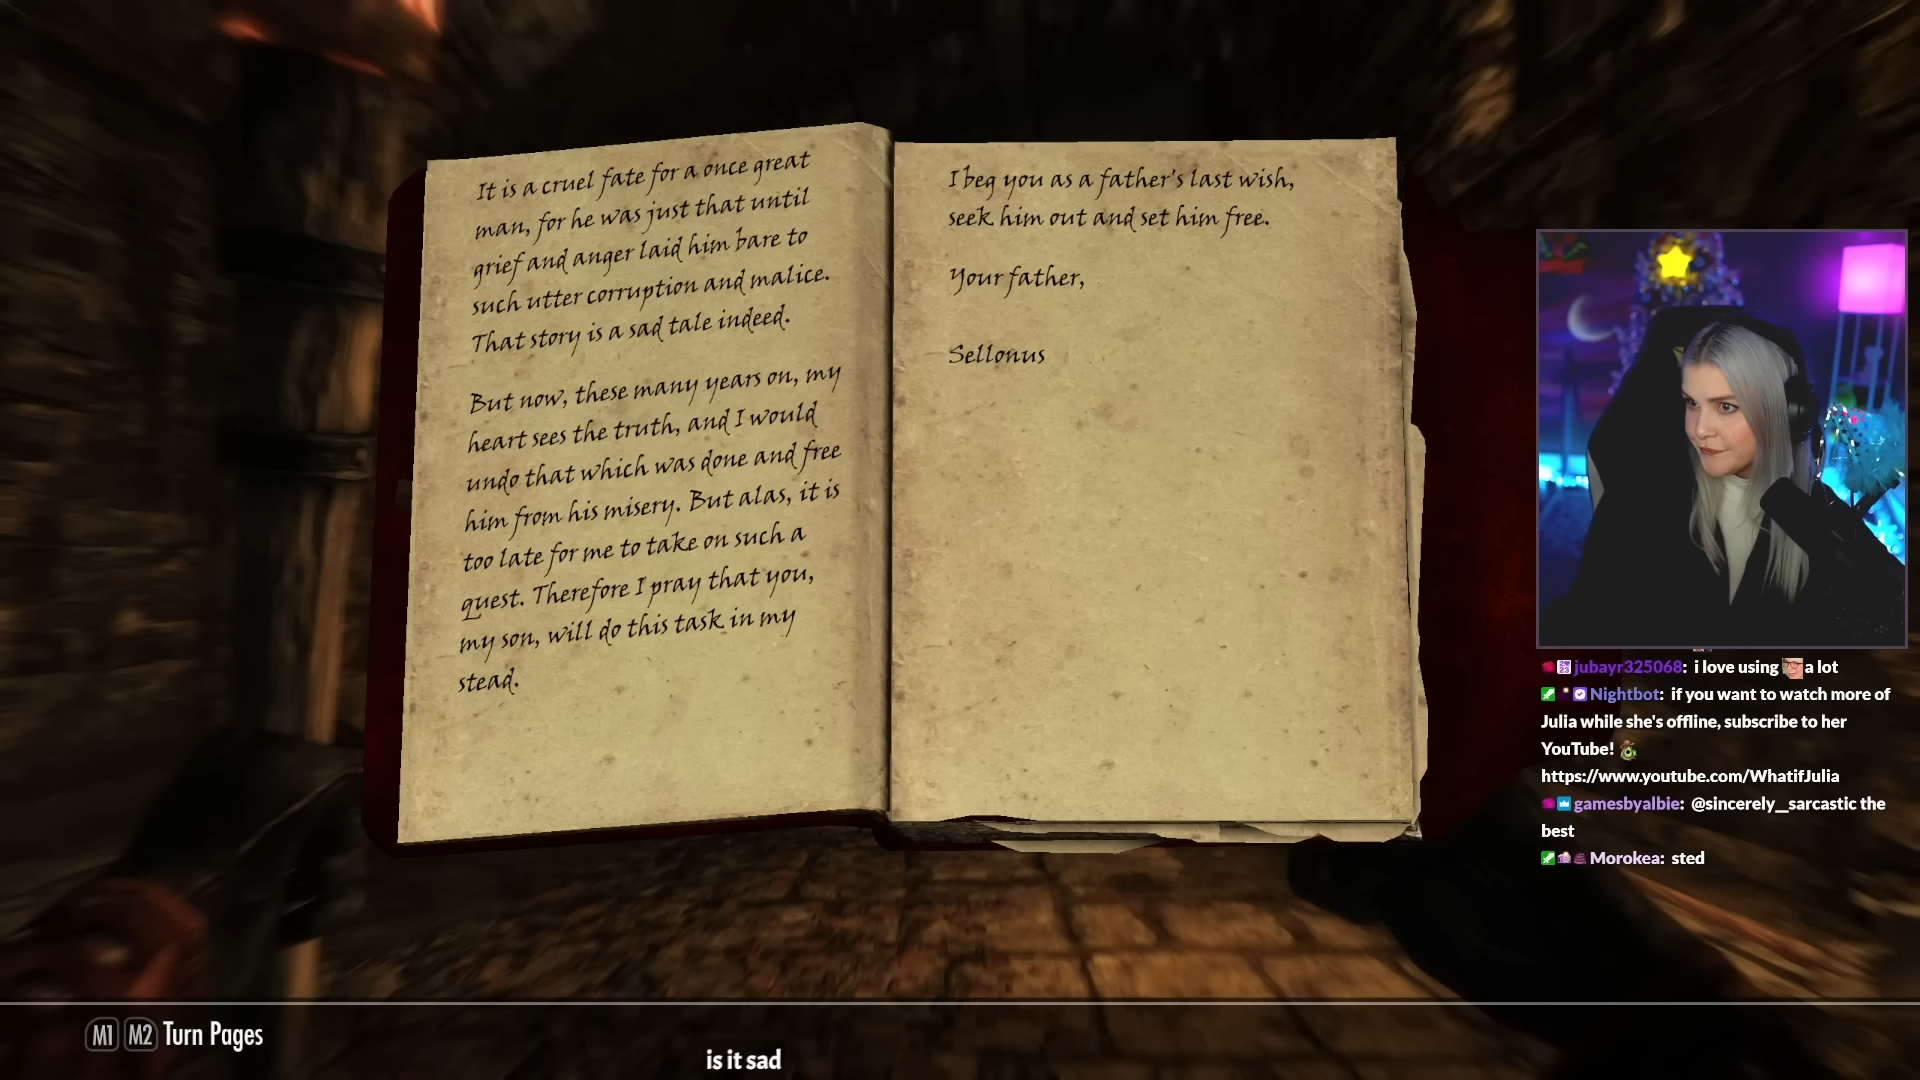 It is a cruel fate for a once great
man, for he was just that until
grief and anger laid him bare to
such utter corruption and malice.
That story is a sad tale indeed.
But now, these many years on, my
heart sees the truth, and I would
undo that which was done and free
him from his misery. But alas, it is
too late for me to take on such a
quest. Therefore I pray that you,
my son, will do this task in my
stead.
I beg you as a father's last wish,
seek him out and set him free.
Your father,
Sellonus
jubayr325068: i love using a lot
Nightbot: if you want to watch more of
Julia while she's offline, subscribe to her
YouTube!
https://www.youtube.com/WhatifJulia
gamesbyalbie: @sincerely_sarcastic the
best
Morokea: sted
M1 M2 Turn Pages
is it sad